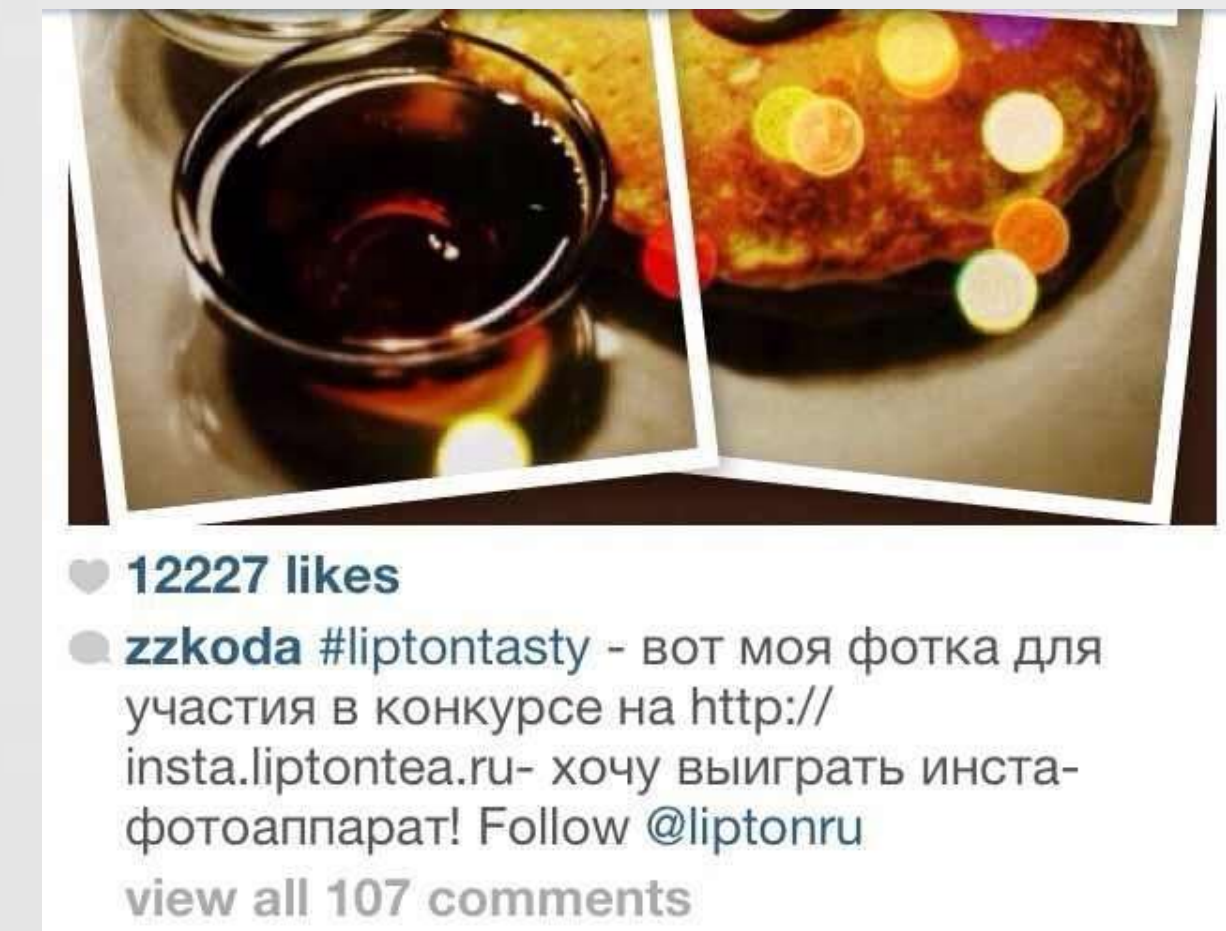 12227 likes
zzkoda #liptontasty - вот моя фотка для
участия в конкурсе на http://
insta.liptontea.ru- хочу выиграть инста-
фотоаппарат! Follow @liptonru
view all 107 comments